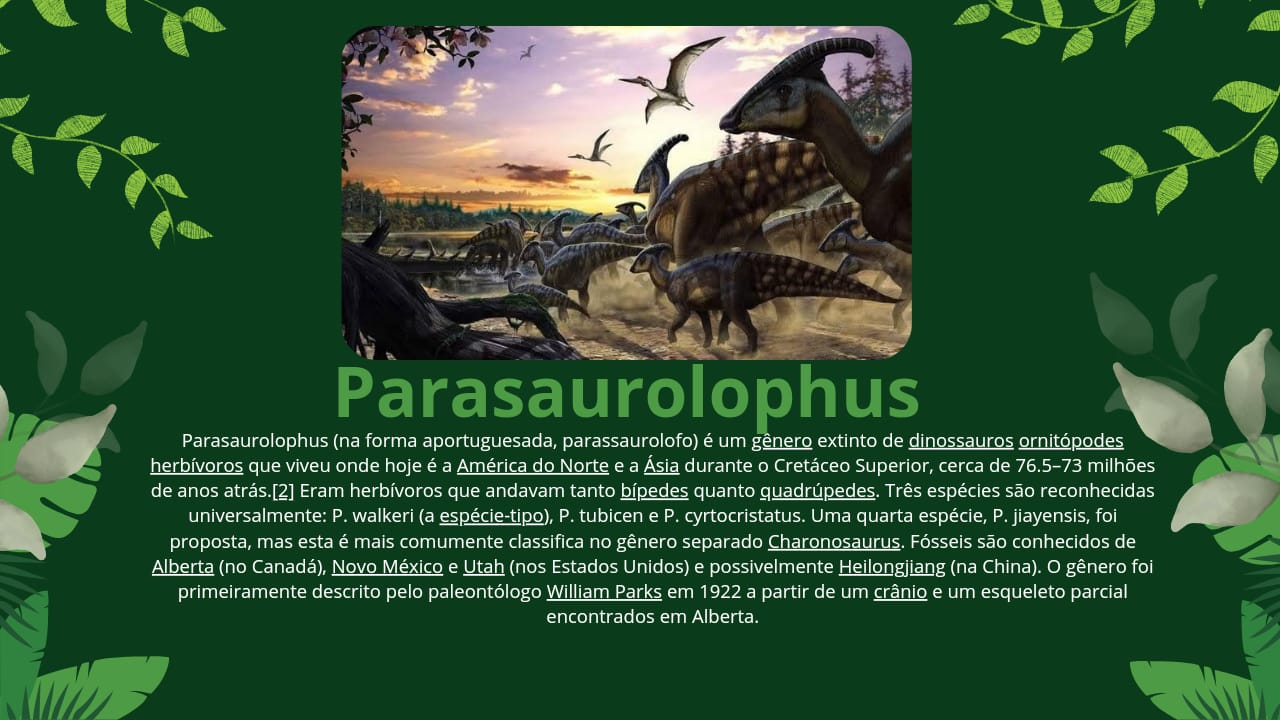 Parasaurolophus
Parasaurolophus (na forma aportuguesada, parassaurolofo) é um gênero extinto de dinossauros ornitópodes
herbívoros que viveu onde hoje é a América do Norte e a Ásia durante o Cretáceo Superior, cerca de 76.5–73 milhões
de anos atrás.[2] Eram herbívoros que andavam tanto bípedes quanto quadrúpedes. Três espécies são reconhecidas
universalmente: P. walkeri (a espécie-tipo), P. tubicen e P. cyrtocristatus. Uma quarta espécie, P. jiayensis, foi
proposta, mas esta é mais comumente classifica no gênero separado Charonosaurus. Fósseis são conhecidos de
Alberta (no Canadá), Novo México e Utah (nos Estados Unidos) e possivelmente Heilongjiang (na China). O gênero foi
primeiramente descrito pelo paleontólogo William Parks em 1922 a partir de um crânio e um esqueleto parcial
encontrados em Alberta.